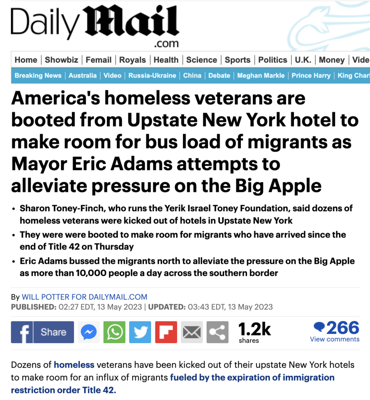 Daily Mail
.com
Home Showbiz Femail Royals Health Science Sports Politics U.K. Money Vide
Breaking News Australia Video Russia-Ukraine China Debate Meghan Markle Prince Harry King Char
America's homeless veterans are
booted from Upstate New York hotel to
make room for bus load of migrants as
Mayor Eric Adams attempts to
alleviate pressure on the Big Apple
• Sharon Toney-Finch, who runs the Yerik Israel Toney Foundation, said dozens of
homeless veterans were kicked out of hotels in Upstate New York
• They were were booted to make room for migrants who have arrived since the
end of Title 42 on Thursday
• Eric Adams bussed the migrants north to alleviate the pressure on the Big Apple
as more than 10,000 people a day across the southern border
By WILL POTTER FOR DAILYMAIL.COM
PUBLISHED: 02:27 EDT, 13 May 2023 | UPDATED: 03:43 EDT, 13 May 2023
f Share 1.2k shares 266 View comments
Dozens of homeless veterans have been kicked out of their upstate New York hotels
to make room for an influx of migrants fueled by the expiration of immigration
restriction order Title 42.